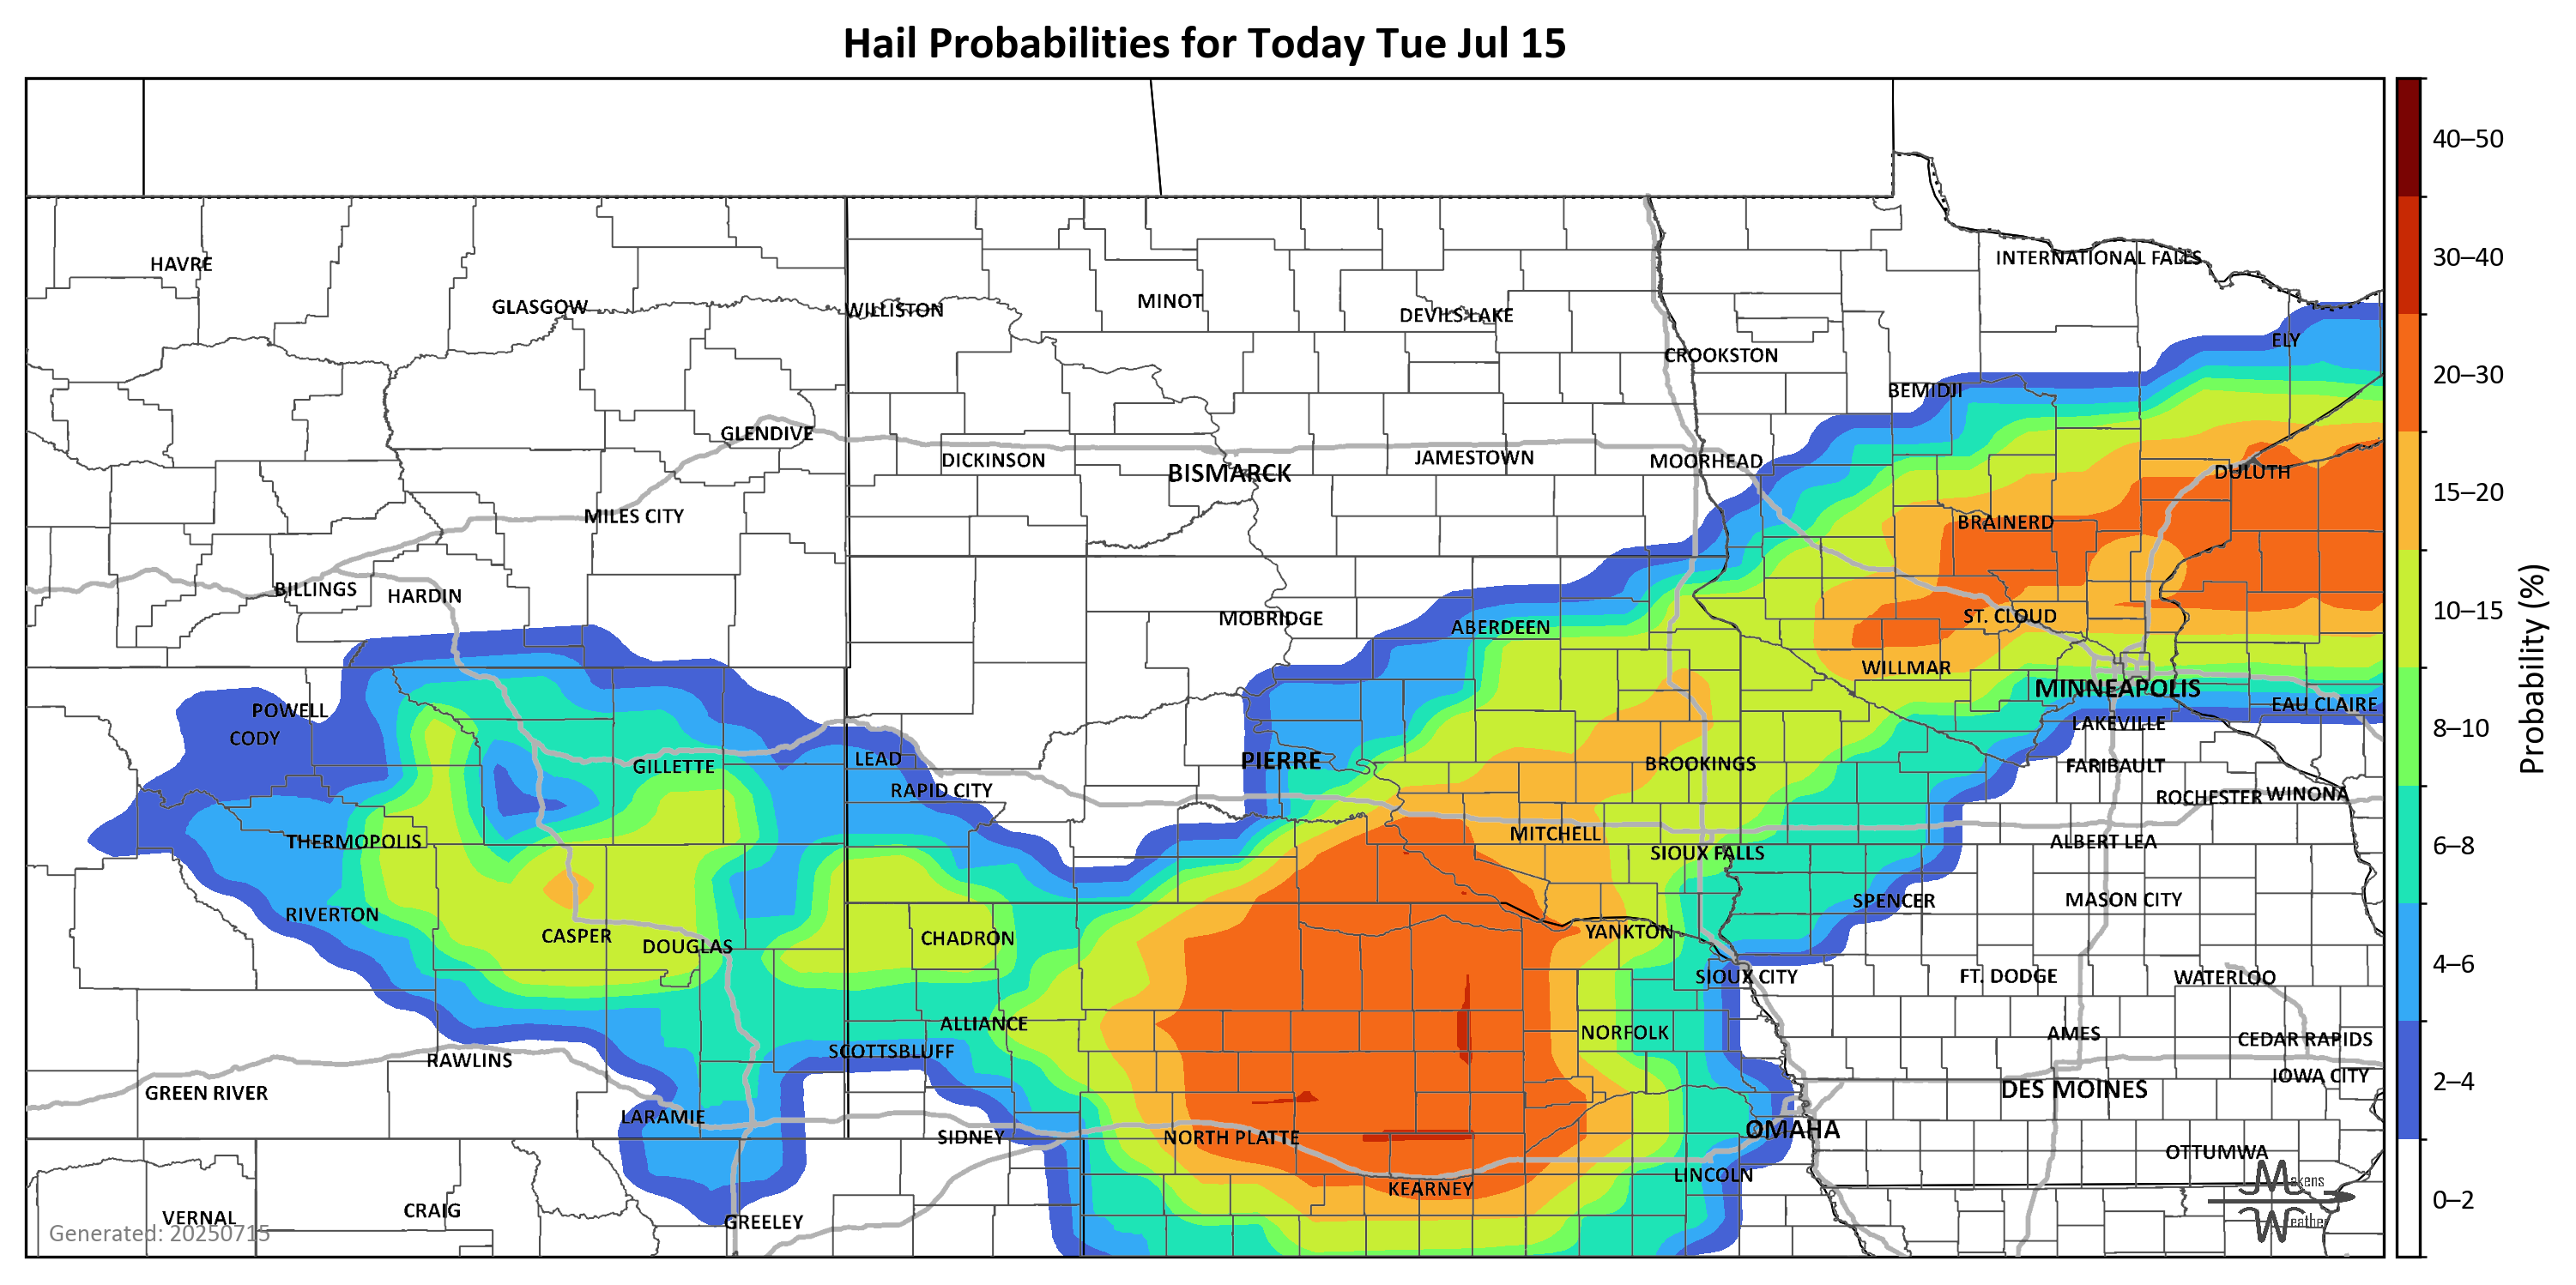 Hail Probabilities for Today Tue Jul 15
40–50
30–40
20–30
15–20
10–15
8–10
6–8
4–6
2–4
0–2
Probability (%)
HAVRE
INTERNATIONAL FALLS
GLASGOW
WILLISTON
MINOT
DEVILS LAKE
ELY
CROOKSTON
BEMIDJI
GLENDIVE
DICKINSON
BISMARCK
JAMESTOWN
MOORHEAD
DULUTH
MILES CITY
BRAINERD
BILLINGS
HARDIN
MOBRIDGE
ABERDEEN
ST. CLOUD
WILLMAR
MINNEAPOLIS
EAU CLAIRE
POWELL
CODY
LAKEVILLE
GILLETTE
LEAD
PIERRE
BROOKINGS
FARIBAULT
RAPID CITY
ROCHESTER
WINONA
THERMOPOLIS
MITCHELL
ALBERT LEA
SIOUX FALLS
RIVERTON
SPENCER
MASON CITY
CASPER
DOUGLAS
CHADRON
YANKTON
SIOUX CITY
FT. DODGE
WATERLOO
ALLIANCE
NORFOLK
AMES
CEDAR RAPIDS
SCOTTSBLUFF
RAWLINS
IOWA CITY
GREEN RIVER
DES MOINES
LARAMIE
SIDNEY
NORTH PLATTE
OMAHA
OTTUMWA
LINCOLN
KEARNEY
CRAIG
VERNAL
GREELEY
Generated: 20250715
Makens
Weather